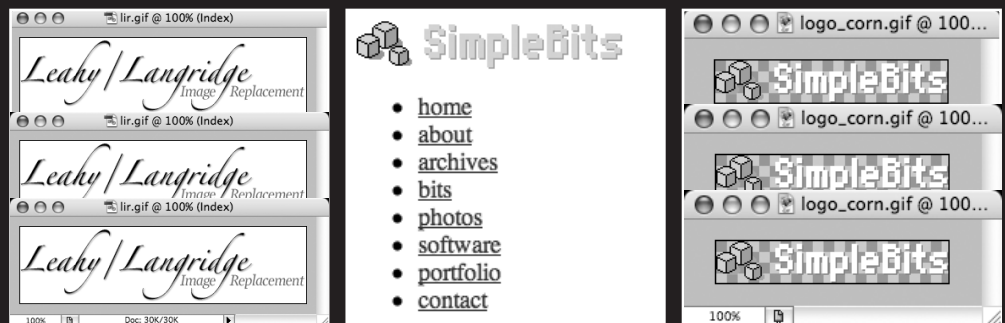 lir.gif @ 100% (Index)
Leahy/Langridge
Image Replacement
lir.gif @ 100% (Index)
Leahy/Langridge
Image Replacement
lir.gif @ 100% (Index)
Leahy/Langridge
Image Replacement
100% Doc: 30K/30K
SimpleBits
home
about
archives
bits
photos
software
portfolio
contact
logo_corn.gif @ 100...
SimpleBits
logo_corn.gif @ 100...
SimpleBits
logo_corn.gif @ 100...
SimpleBits
100%